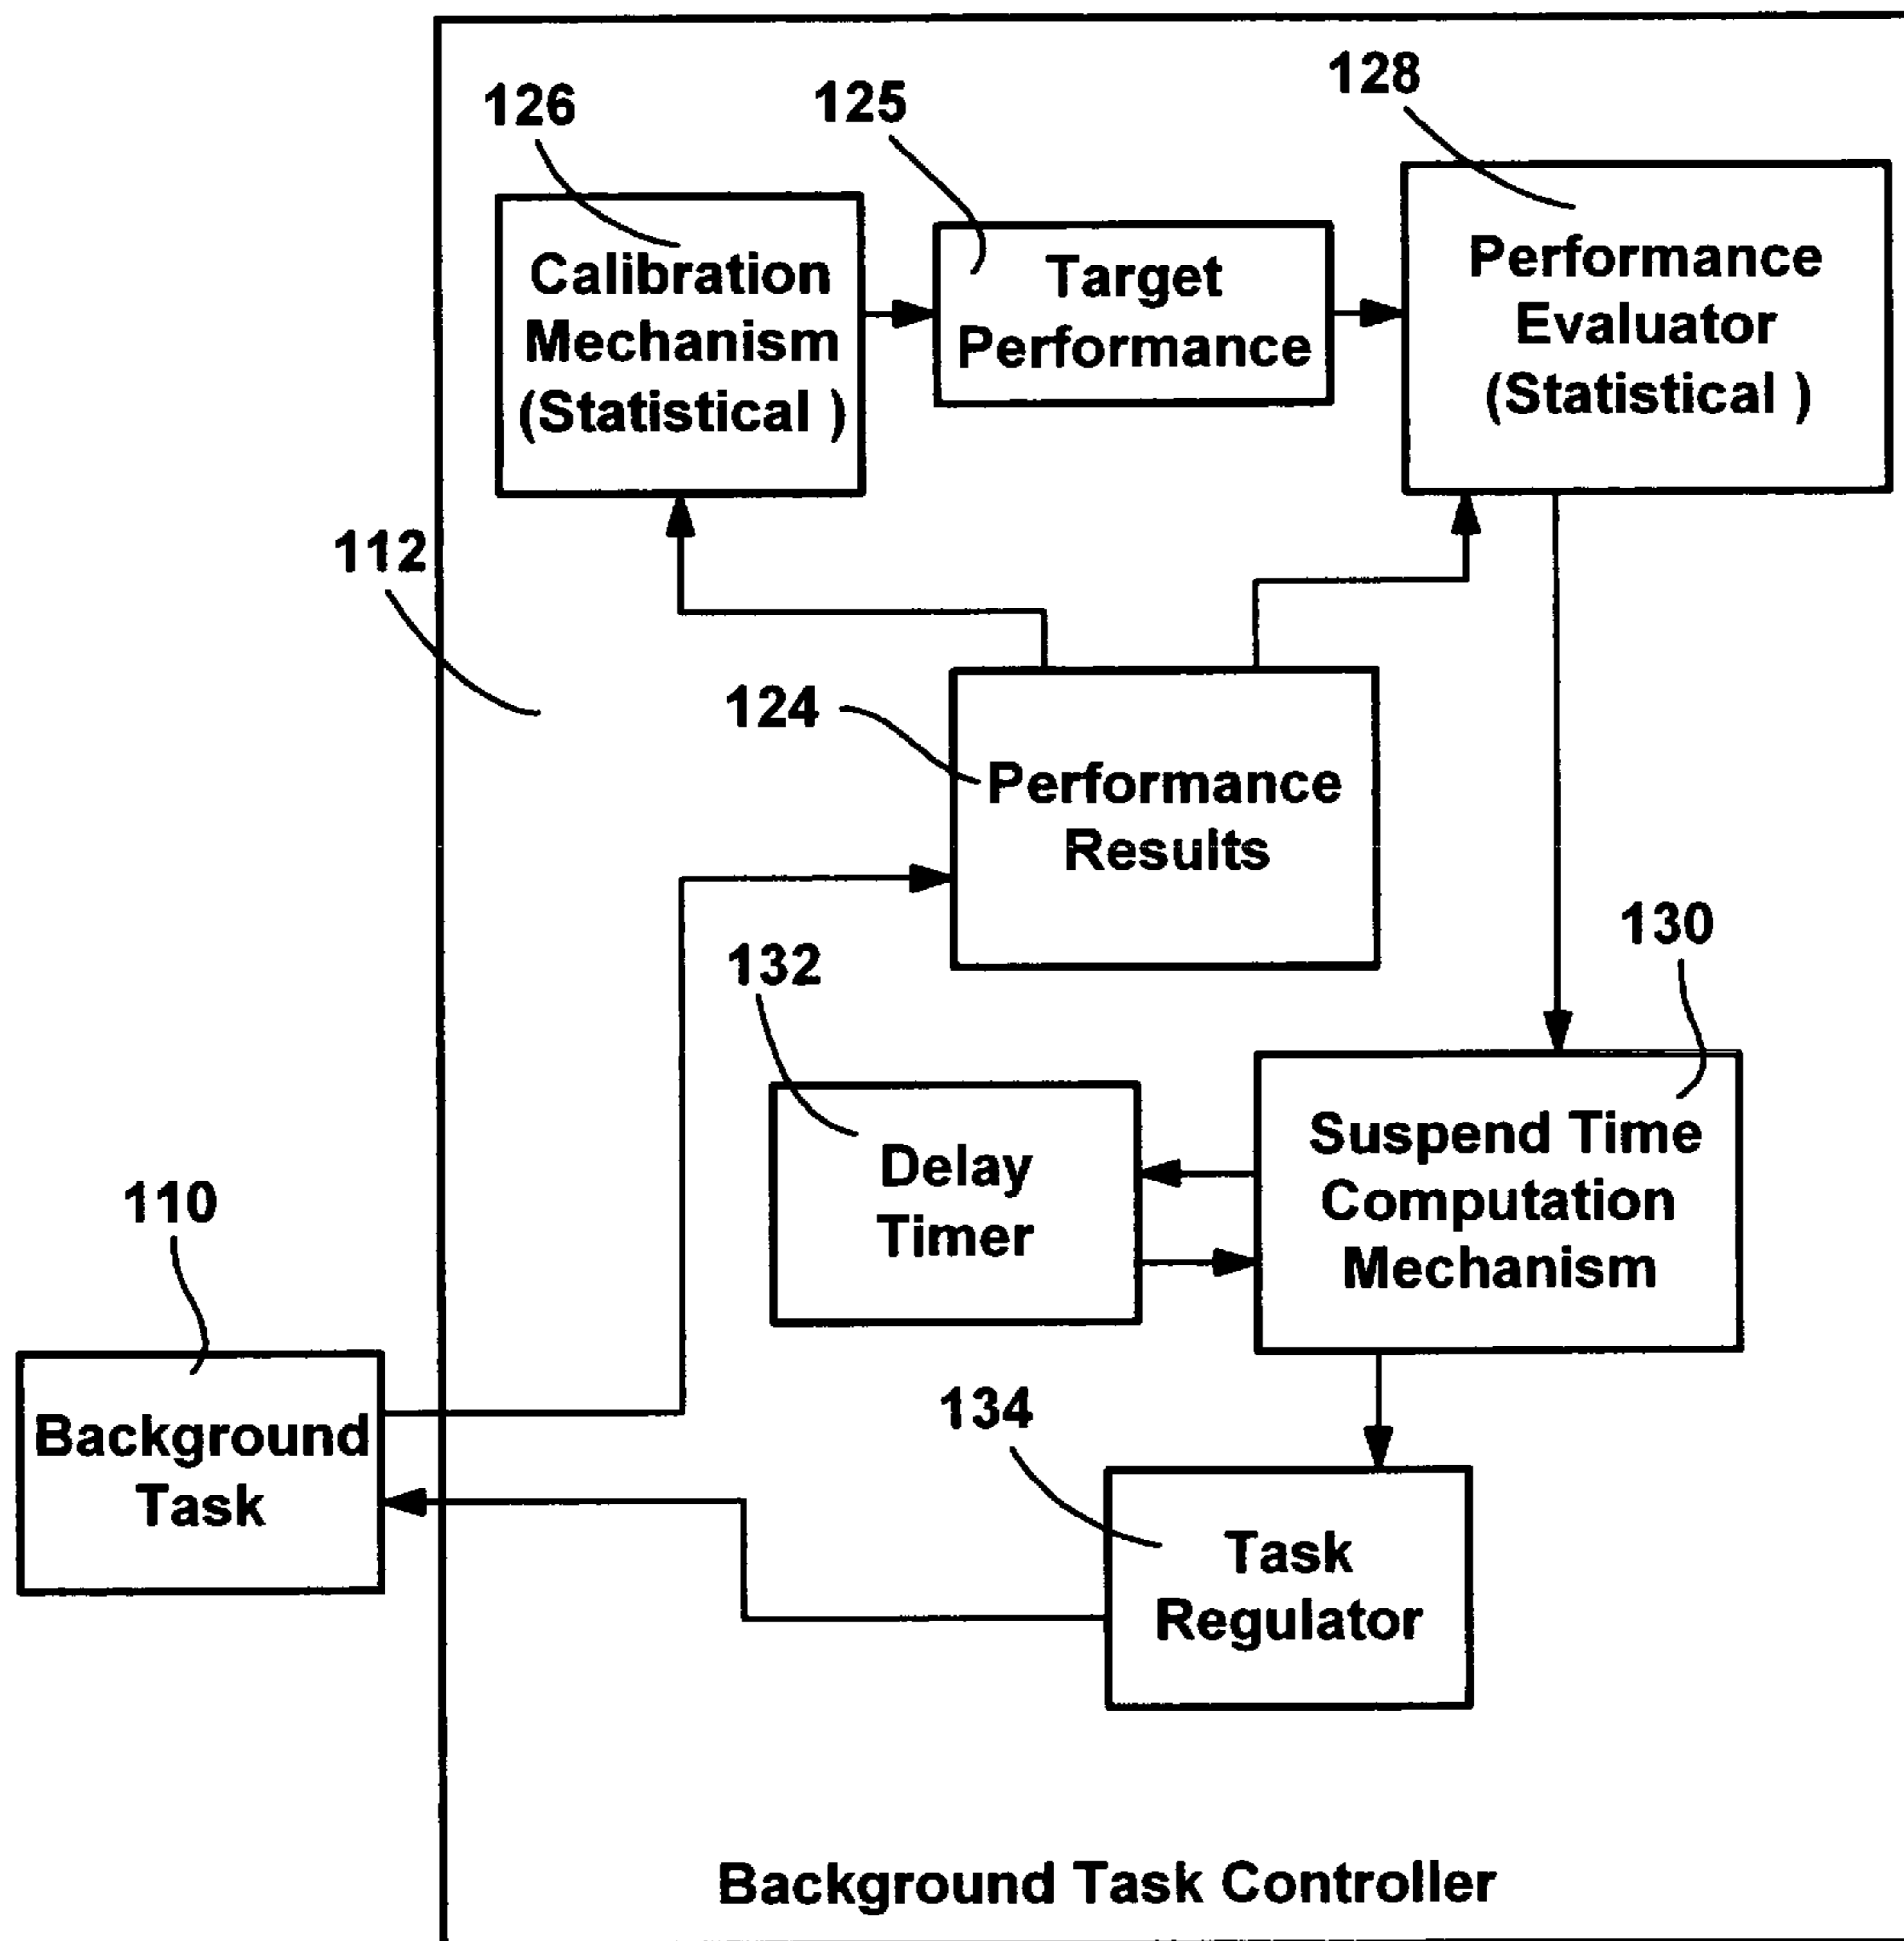 128
126
125
Calibration
Mechanism
(Statistical )
Target
Performance
Performance
Evaluator
(Statistical )
112
124
Performance
Results
130
132
Delay
Timer
Suspend Time
Computation
Mechanism
110
Background
Task
134
Task
Regulator
Background Task Controller